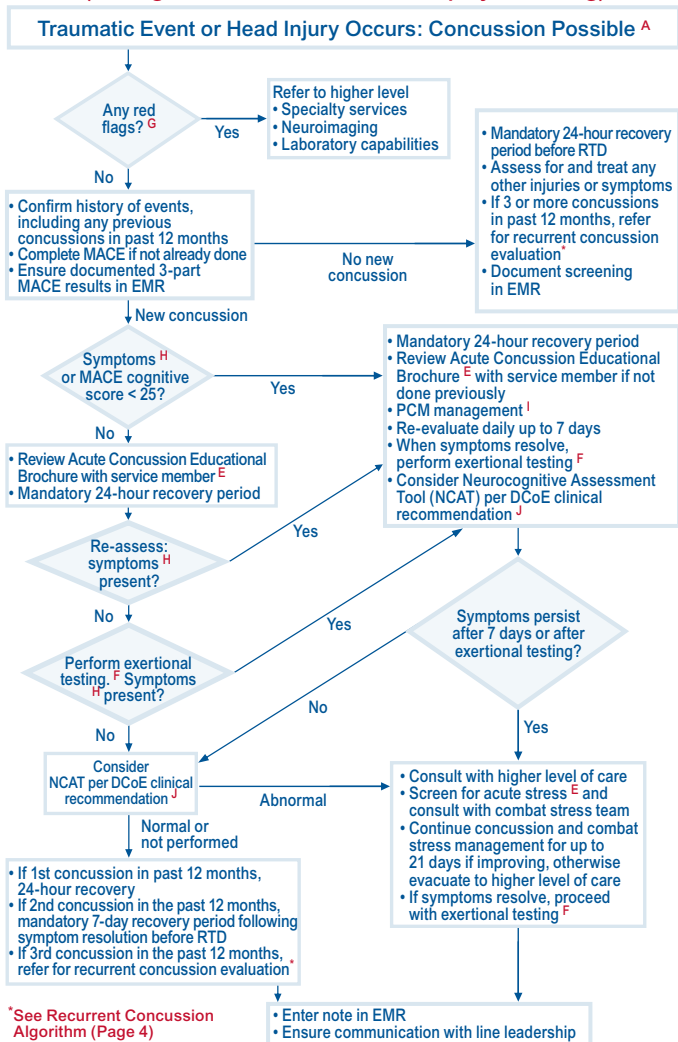 Traumatic Event or Head Injury Occurs: Concussion Possible A
Any red
flags? G
Yes
Refer to higher level
• Specialty services
• Neuroimaging
• Laboratory capabilities
No
• Confirm history of events,
including any previous
concussions in past 12 months
• Complete MACE if not already done
• Ensure documented 3-part
MACE results in EMR
No new
concussion
• Mandatory 24-hour recovery
period before RTD
• Assess for and treat any
other injuries or symptoms
• If 3 or more concussions
in past 12 months, refer
for recurrent concussion
evaluation*
• Document screening
in EMR
New concussion
Symptoms H
or MACE cognitive
score < 25?
Yes
• Mandatory 24-hour recovery period
• Review Acute Concussion Educational
Brochure E with service member if not
done previously
• PCM management I
• Re-evaluate daily up to 7 days
• When symptoms resolve,
perform exertional testing F
• Consider Neurocognitive Assessment
Tool (NCAT) per DCoE clinical
recommendation J
No
• Review Acute Concussion Educational
Brochure with service member E
• Mandatory 24-hour recovery period
Re-assess:
symptoms H
present?
Yes
No
Perform exertional
testing. F Symptoms
H present?
Yes
Symptoms persist
after 7 days or after
exertional testing?
No
No
Yes
Consider
NCAT per DCoE clinical
recommendation J
Abnormal
• Consult with higher level of care
• Screen for acute stress E and
consult with combat stress team
• Continue concussion and combat
stress management for up to
21 days if improving, otherwise
evacuate to higher level of care
• If symptoms resolve, proceed
with exertional testing F
Normal or
not performed
• If 1st concussion in past 12 months,
24-hour recovery
• If 2nd concussion in the past 12 months,
mandatory 7-day recovery period following
symptom resolution before RTD
• If 3rd concussion in the past 12 months,
refer for recurrent concussion evaluation*
*See Recurrent Concussion
Algorithm (Page 4)
• Enter note in EMR
• Ensure communication with line leadership